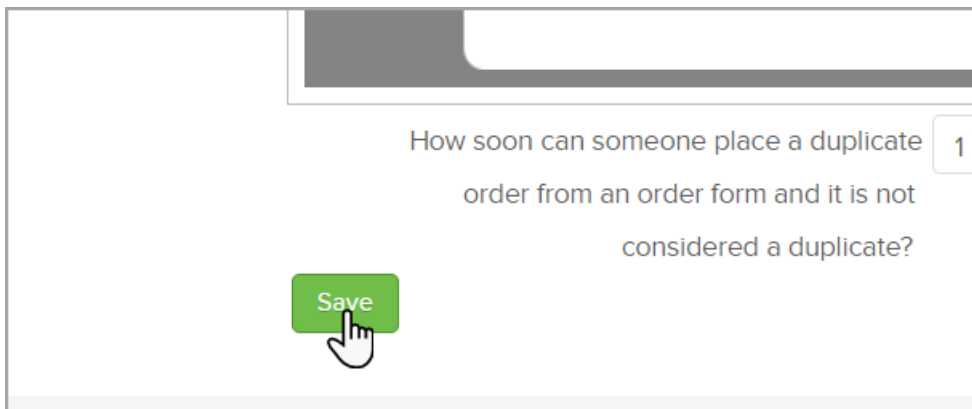 How soon can someone place a duplicate 1
order from an order form and it is not
considered a duplicate?
Save